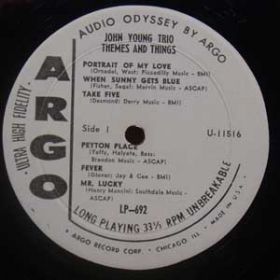 AUDIO ODYSSEY BY ARGO
JOHN YOUNG TRIO
THEMES AND THINGS
PORTRAIT OF MY LOVE
(Ornadel, West; Piccadilly Music - BMI)
WHEN SUNNY GETS BLUE
(Fisher, Segal; Marvin Music - ASCAP)
TAKE FIVE
(Desmond; Derry Music - BMI)
Side 1
U-11516
PEYTON PLACE
Brandon Music - ASCAP)
FEVER
Jay & Cee - BMI)
MR. LUCKY
(Henry Mancini; Southdale Music -
ASCAP)
LP-692
LONG PLAYING 33⅓ RPM UNBREAKABLE
ARGO RECORD CORP. • CHICAGO, ILL. • MADE IN U.S.A.
ARGO
ULTRA HIGH FIDELITY